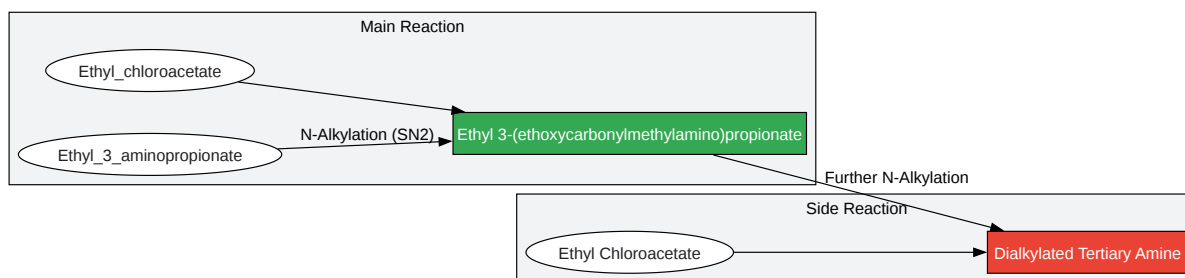 Main Reaction
Ethyl_chloroacetate
N-Alkylation (SN2)
Ethyl 3-(ethoxycarbonylmethylamino)propionate
Ethyl_3_aminopropionate
Further N-Alkylation
Side Reaction
Ethyl Chloroacetate
Dialkylated Tertiary Amine